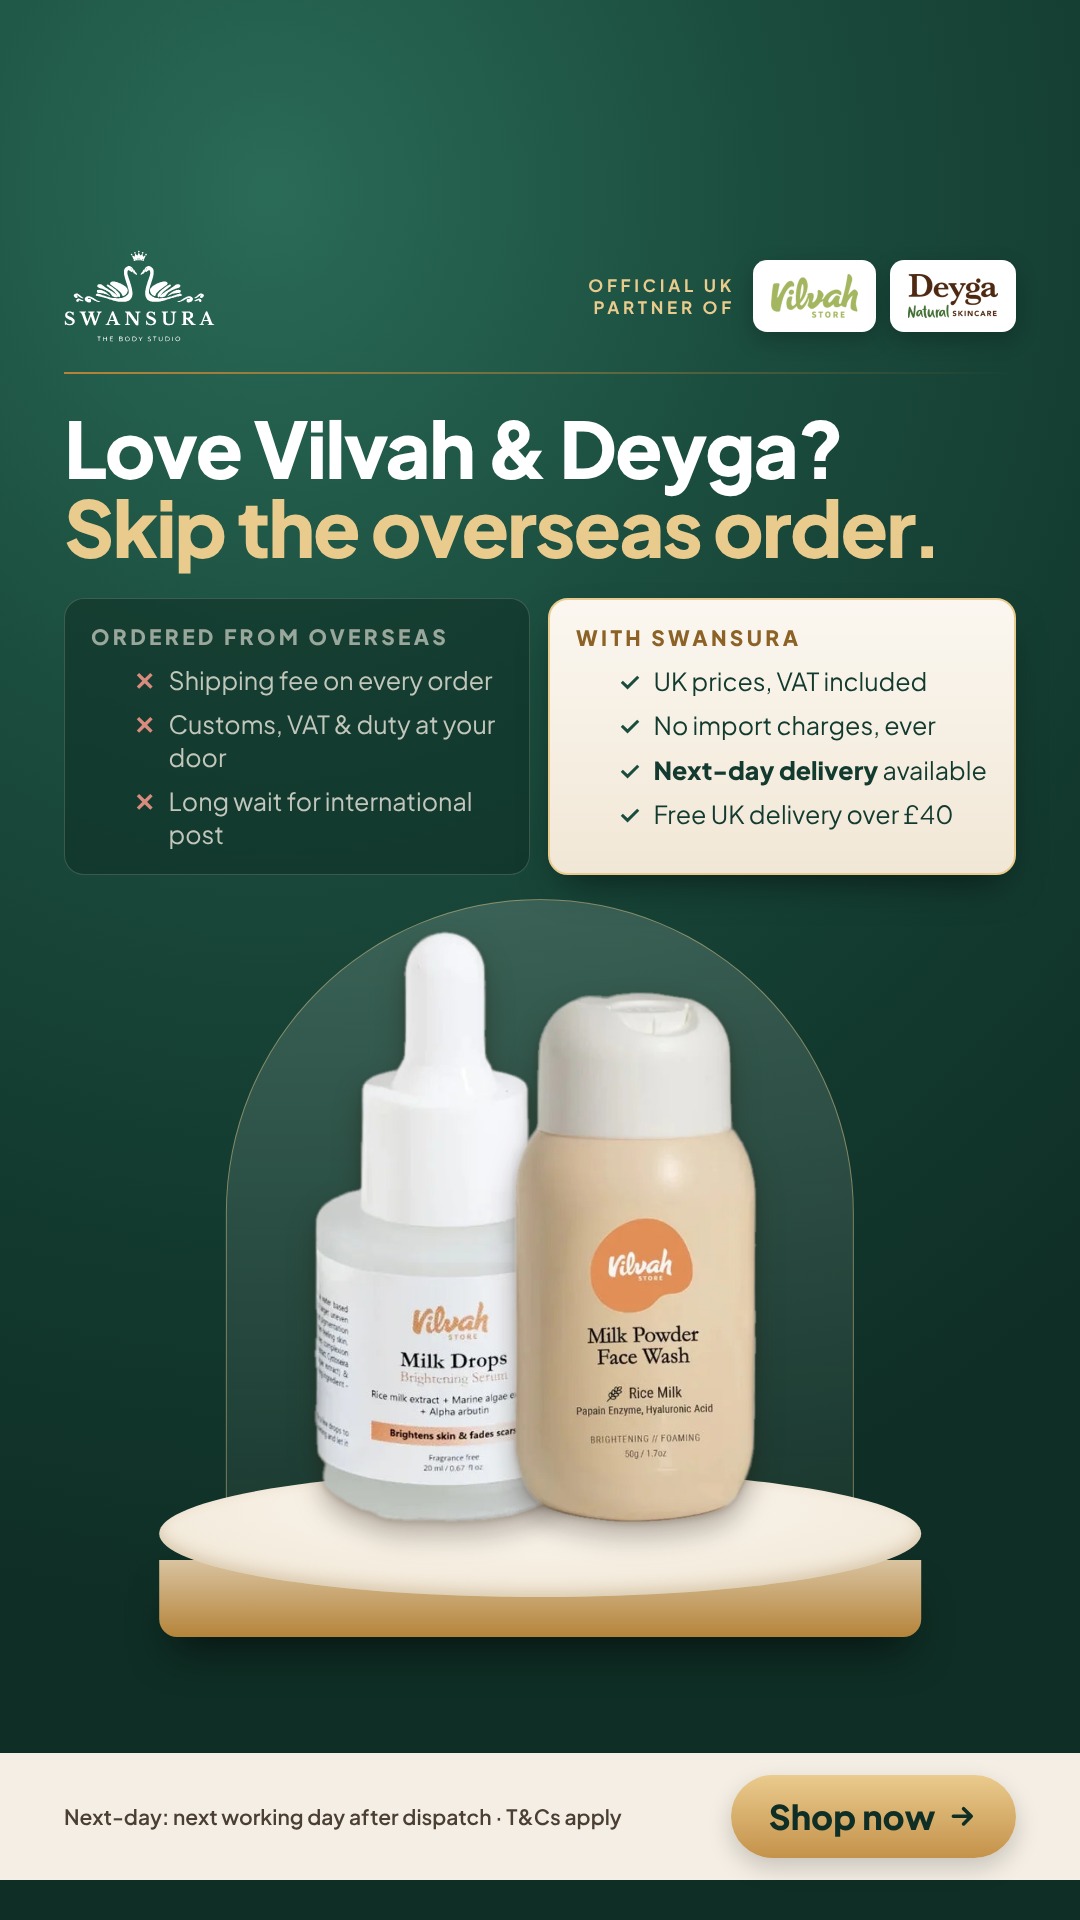 SWANSURA
THE BODY STUDIO
OFFICIAL UK
PARTNER OF
Vilvah
STORE
Deyga
Natural SKINCARE
Love Vilvah & Deyga?
Skip the overseas order.
ORDERED FROM OVERSEAS
✕ Shipping fee on every order
✕ Customs, VAT & duty at your
door
✕ Long wait for international
post
WITH SWANSURA
✓ UK prices, VAT included
✓ No import charges, ever
✓ Next-day delivery available
✓ Free UK delivery over £40
Vilvah
STORE
Milk Drops
Brightening Serum
Rice milk extract + Marine algae
+ Alpha arbutin
Brightens skin & fades scars
Fragrance free
20 ml / 0.67 fl oz
Vilvah
STORE
Milk Powder
Face Wash
Rice Milk
Papain Enzyme, Hyaluronic Acid
BRIGHTENING // FOAMING
50g / 1.7oz
Next-day: next working day after dispatch · T&Cs apply
Shop now →